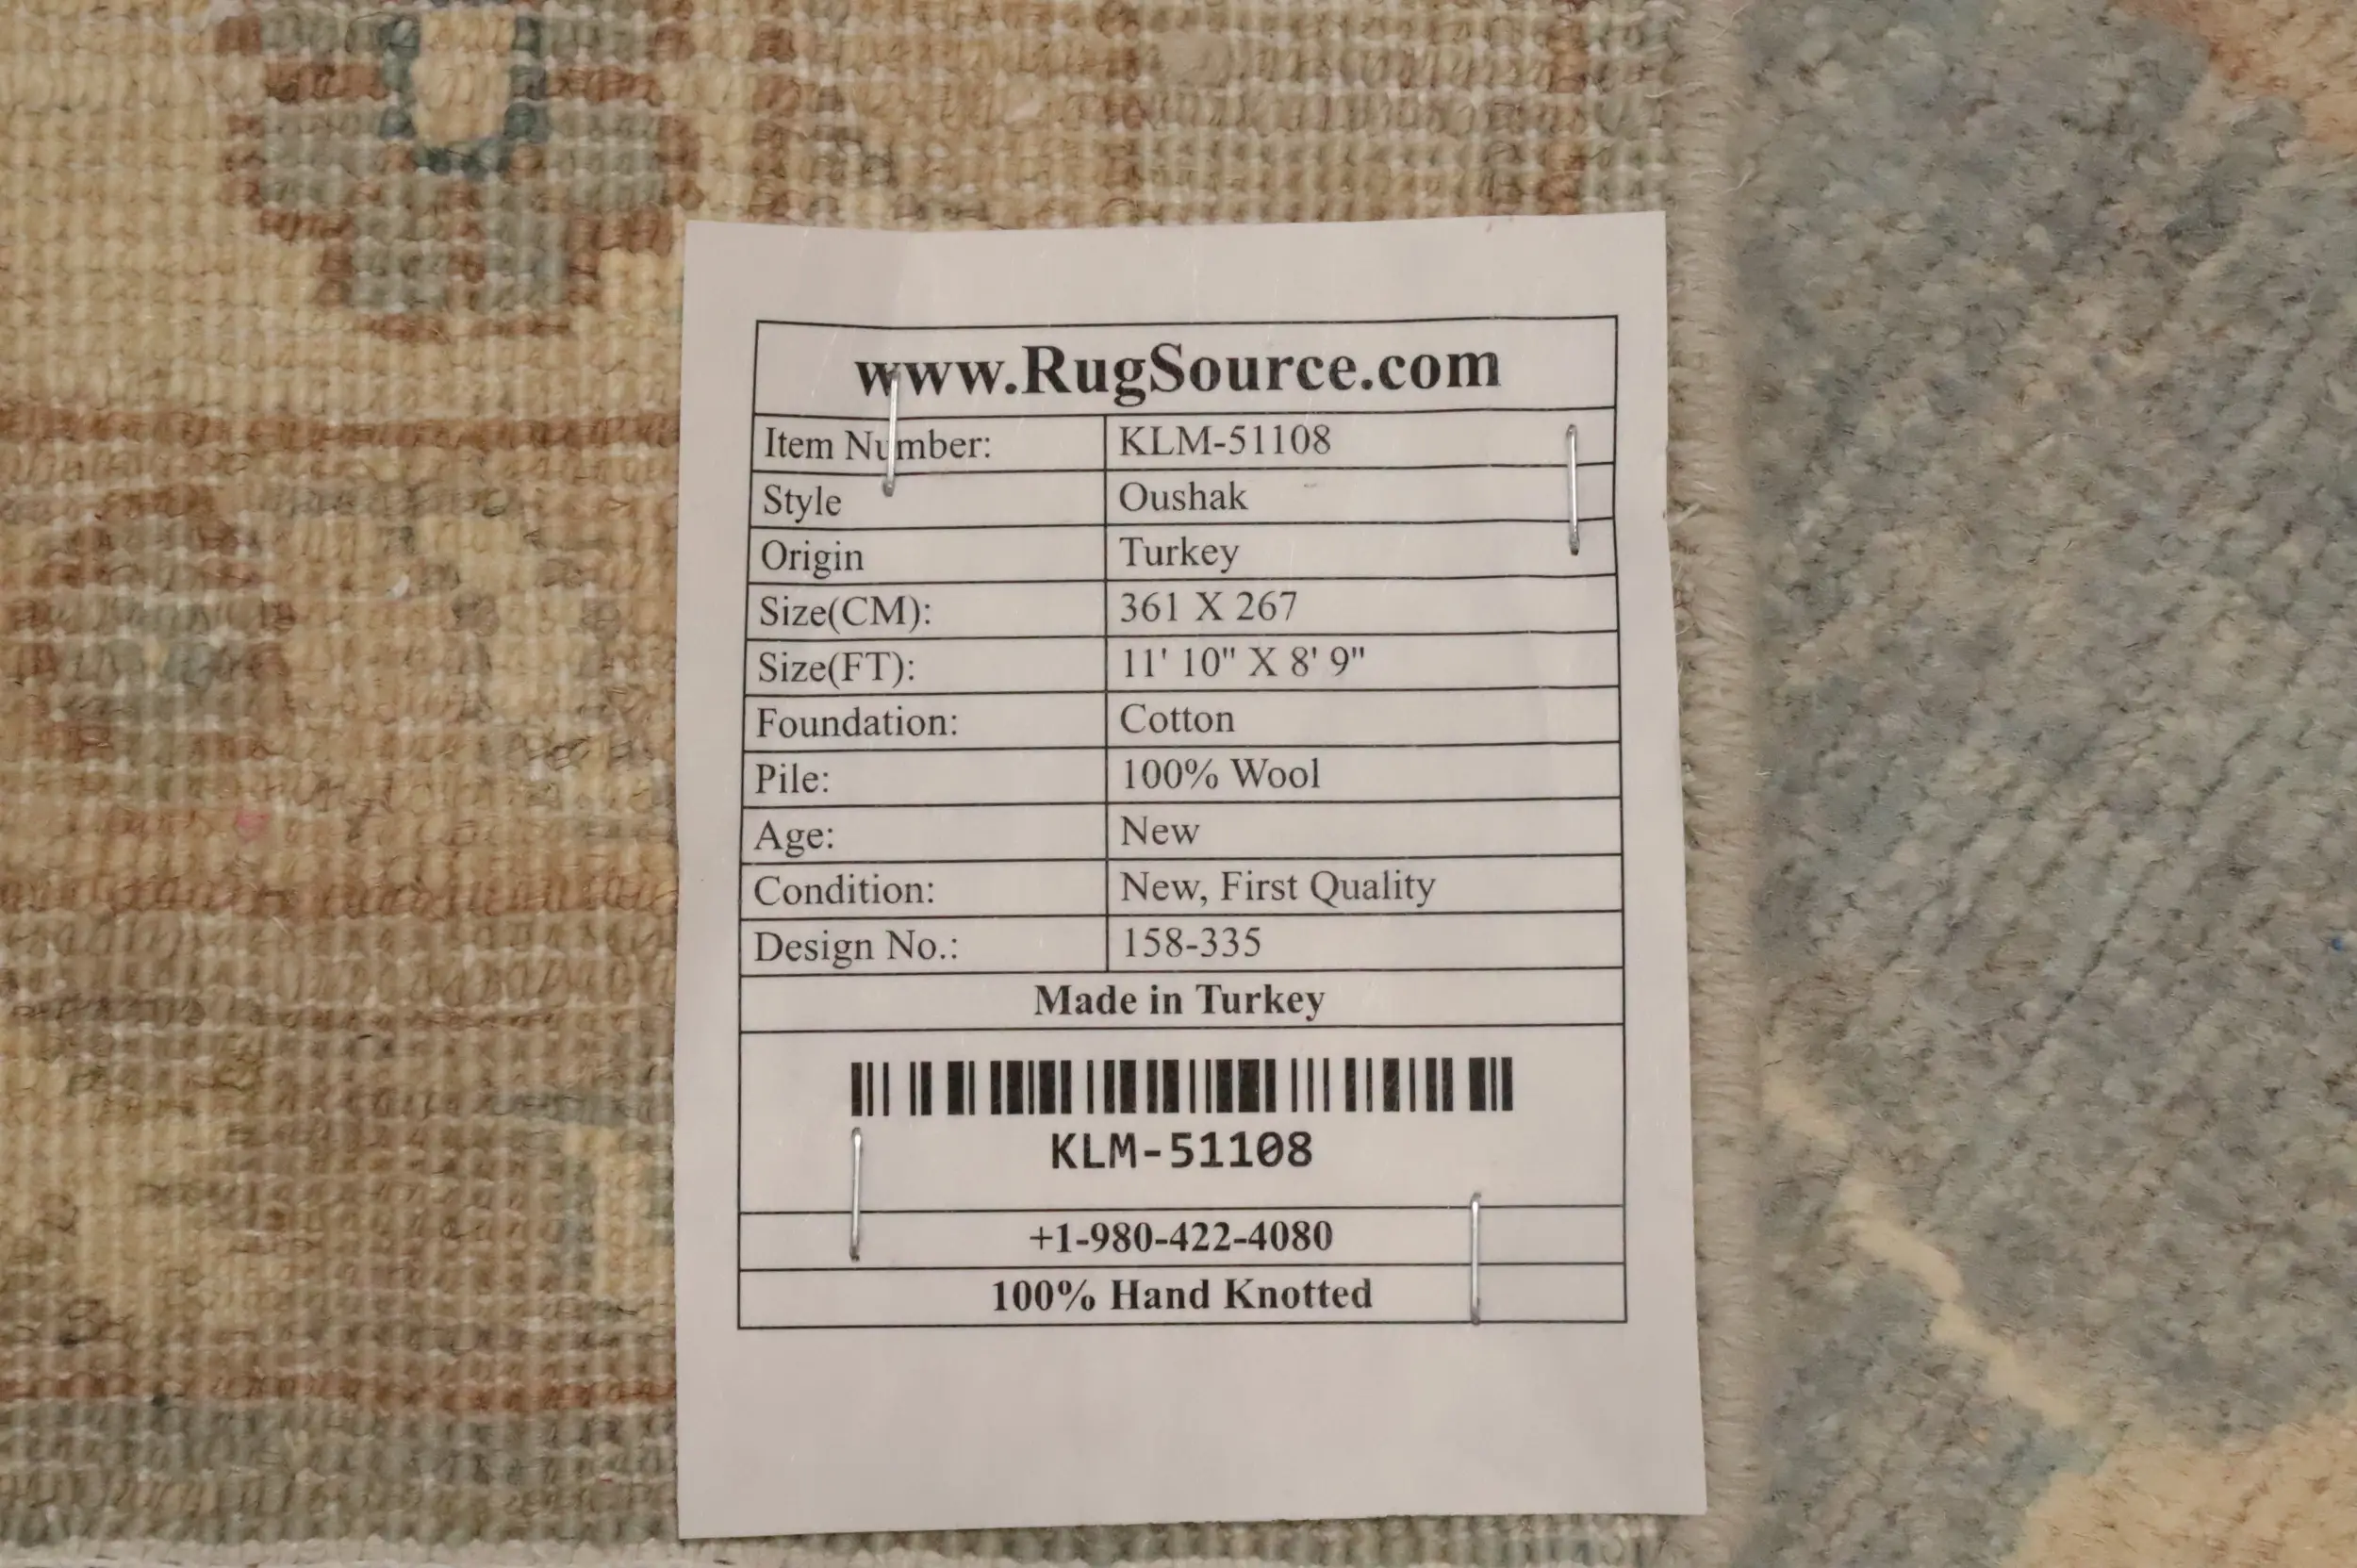 www.RugSource.com
Item Number: KLM-51108
Style Oushak
Origin Turkey
Size(CM): 361 X 267
Size(FT): 11' 10" X 8' 9"
Foundation: Cotton
Pile: 100% Wool
Age: New
Condition: New, First Quality
Design No.: 158-335
Made in Turkey
KLM-51108
+1-980-422-4080
100% Hand Knotted